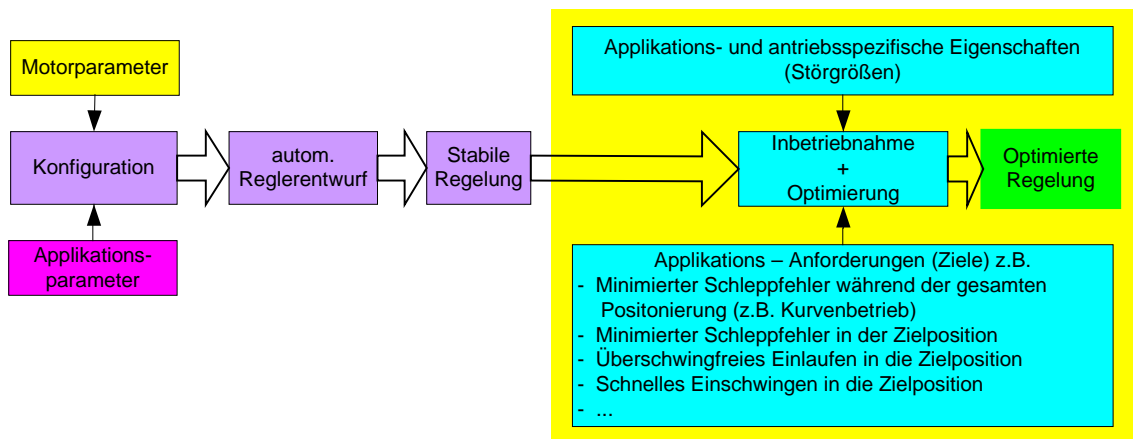 Motorparameter
Konfiguration
Applikations-
parameter
autom.
Reglerentwurf
Stabile
Regelung
Applikations- und antriebsspezifische Eigenschaften
(Störgrößen)
Inbetriebnahme
+
Optimierung
Optimierte
Regelung
Applikations – Anforderungen (Ziele) z.B.
- Minimierter Schleppfehler während der gesamten
Positonierung (z.B. Kurvenbetrieb)
- Minimierter Schleppfehler in der Zielposition
- Überschwingfreies Einlaufen in die Zielposition
- Schnelles Einschwingen in die Zielposition
- ...